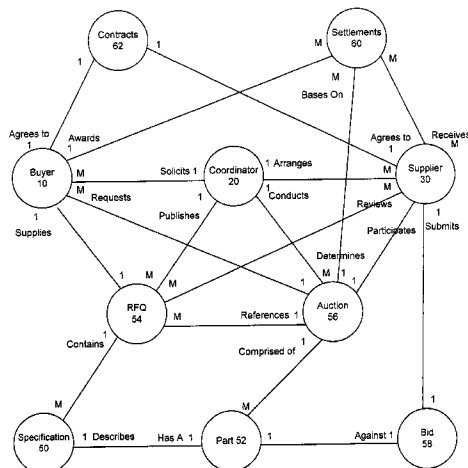 Contracts
62
Settlements
60
1
1
M
M
M
Bases On
Agrees to
1
Awards
1
Agrees to
1
Receives
M
Buyer
10
M
M
Solicits 1
Coordinator
20
1 Arranges
1
Conducts
M
M
Supplier
30
Requests
1
Supplies
Publishes
1
Reviews
Participates
1
Submits
Determines
M
M
1
M
1
1
1
RFQ
54
M
References
1
Auction
56
Contains
1
Comprised of
1
M
M
1
Specification
50
1
Describes
Has A
1
Part 52
1
Against 1
Bid
58